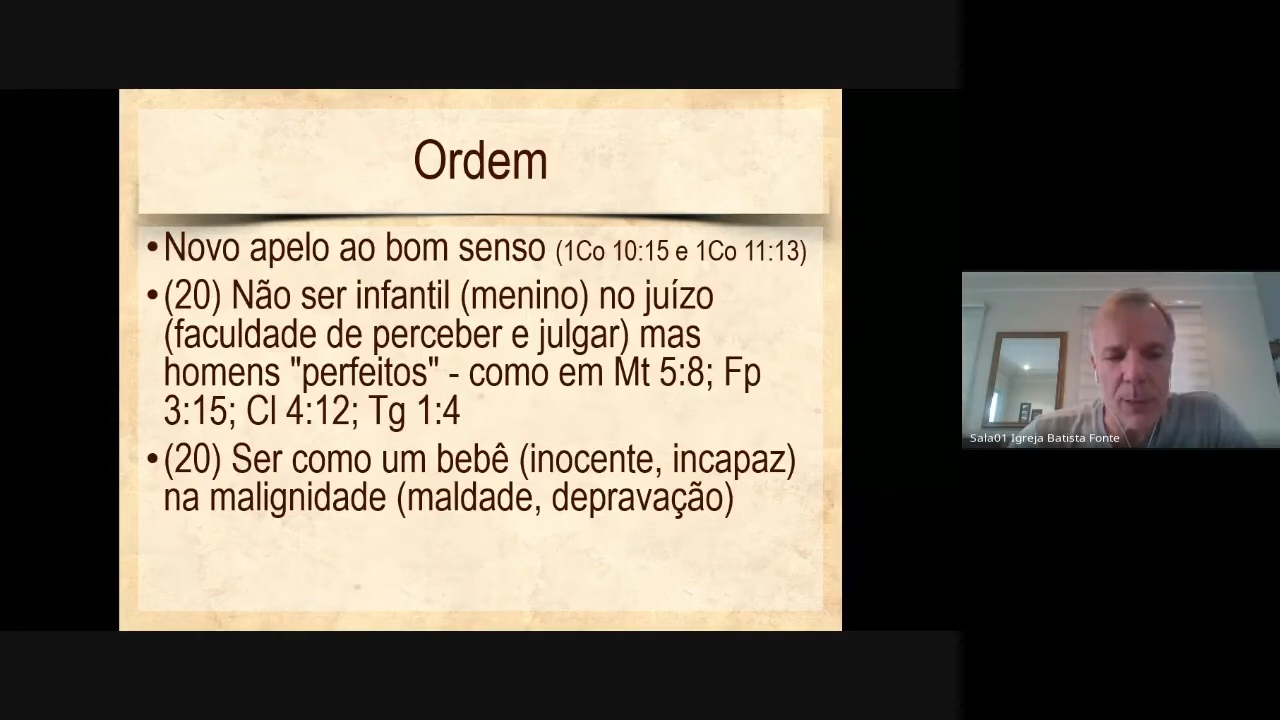 Ordem
•Novo apelo ao bom senso (1Co 10:15 e 1Co 11:13)
•(20) Não ser infantil (menino) no juízo
(faculdade de perceber e julgar) mas
homens "perfeitos" - como em Mt 5:8; Fp
3:15; Cl 4:12; Tg 1:4
•(20) Ser como um bebê (inocente, incapaz)
na malignidade (maldade, depravação)
Sala01 Igreja Batista Fonte